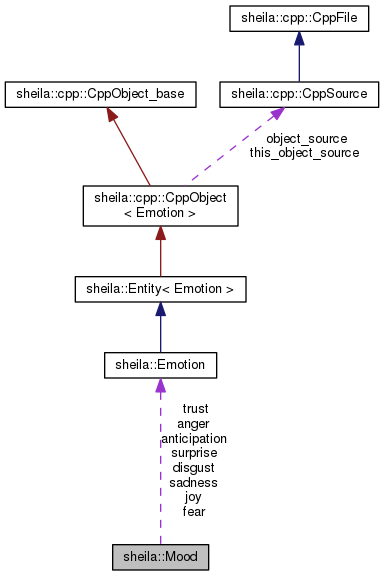 sheila::cpp::CppFile
sheila::cpp::CppObject_base
sheila::cpp::CppSource
object_source
this_object_source
sheila::cpp::CppObject
< Emotion >
sheila::Entity< Emotion >
sheila::Emotion
trust
anger
anticipation
surprise
disgust
sadness
joy
fear
sheila::Mood